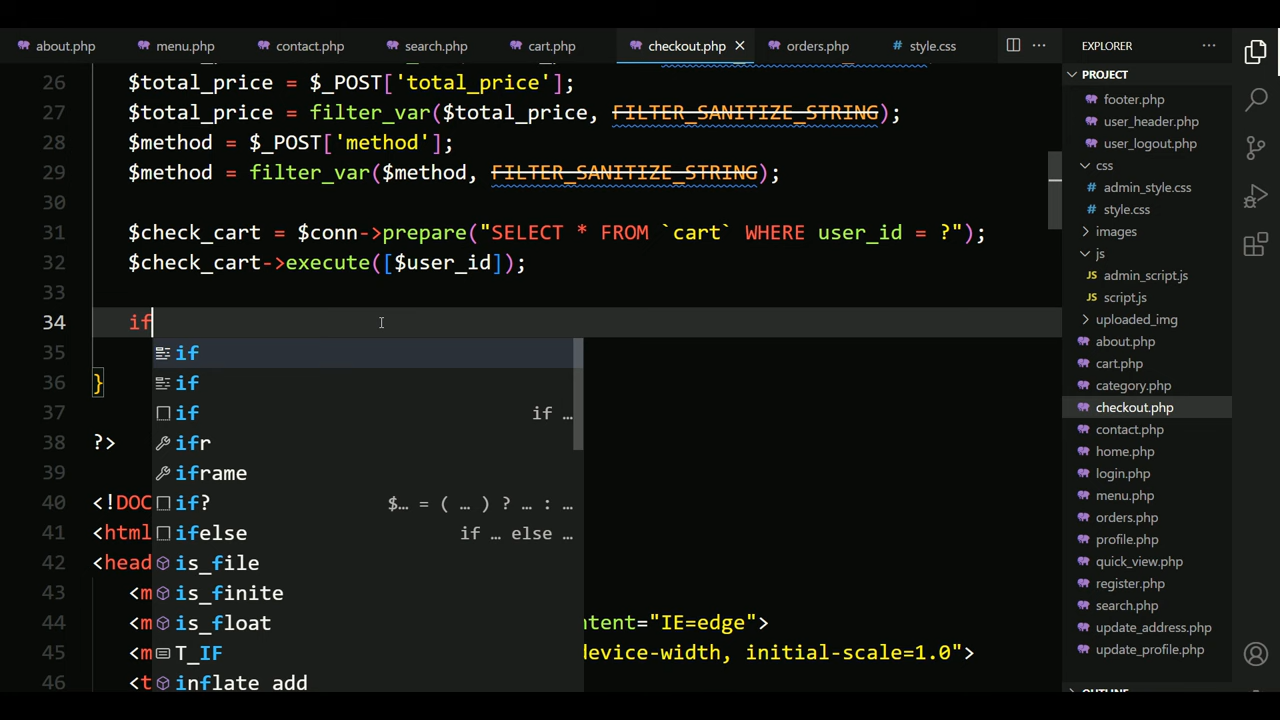 about.php menu.php contact.php search.php cart.php checkout.php orders.php style.css
26 $total_price = $_POST['total_price'];
27 $total_price = filter_var($total_price, FILTER_SANITIZE_STRING);
28 $method = $_POST['method'];
29 $method = filter_var($method, FILTER_SANITIZE_STRING);
30
31 $check_cart = $conn->prepare("SELECT * FROM `cart` WHERE user_id = ?");
32 $check_cart->execute([$user_id]);
33
34 if
35
36 }
37
38 ?>
39
40 <!DOC
41 <html
42 <head
43 <m
44 <m ntent="IE=edge">
45 <m device-width, initial-scale=1.0">
46 <t
if
if
if if …
ifr
iframe
if? $… = ( … ) ? … : …
ifelse if … else …
is_file
is_finite
is_float
T_IF
inflate_add
EXPLORER
PROJECT
footer.php
user_header.php
user_logout.php
css
admin_style.css
style.css
images
js
admin_script.js
script.js
uploaded_img
about.php
cart.php
category.php
checkout.php
contact.php
home.php
login.php
menu.php
orders.php
profile.php
quick_view.php
register.php
search.php
update_address.php
update_profile.php
OUTLINE